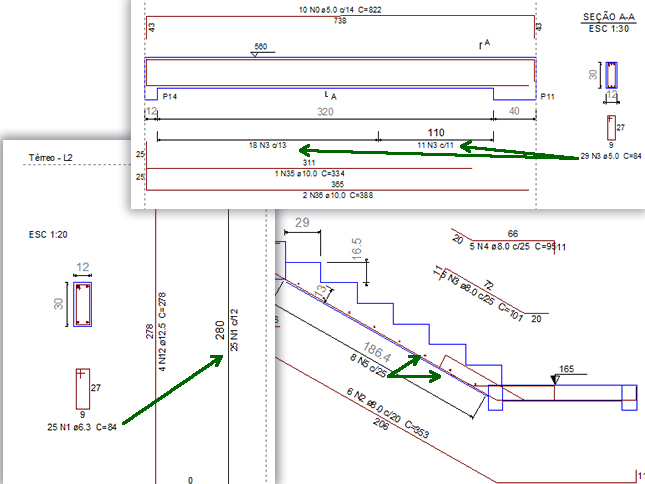 10 N0 ø5.0 c/14 C=822
738
43
43
SEÇÃO A-A
ESC 1:30
560
A
A
P14
P11
30
12
27
9
29 N3 ø5.0 C=84
12
320
40
110
18 N3 c/13
11 N3 c/11
25
311
1 N35 ø10.0 C=334
25
365
2 N36 ø10.0 C=388
Térreo - L2
ESC 1:20
12
30
27
9
25 N1 ø6.3 C=84
278
4 N12 ø12.5 C=278
280
25 N1 c/12
0
29
16.5
13
186.4
8 N5 c/25
6 N2 ø8.0 c/20 C=353
206
20
66
5 N4 ø8.0 c/25
11
72
5 N3 ø8.0 c/25 C=101
20
165
11